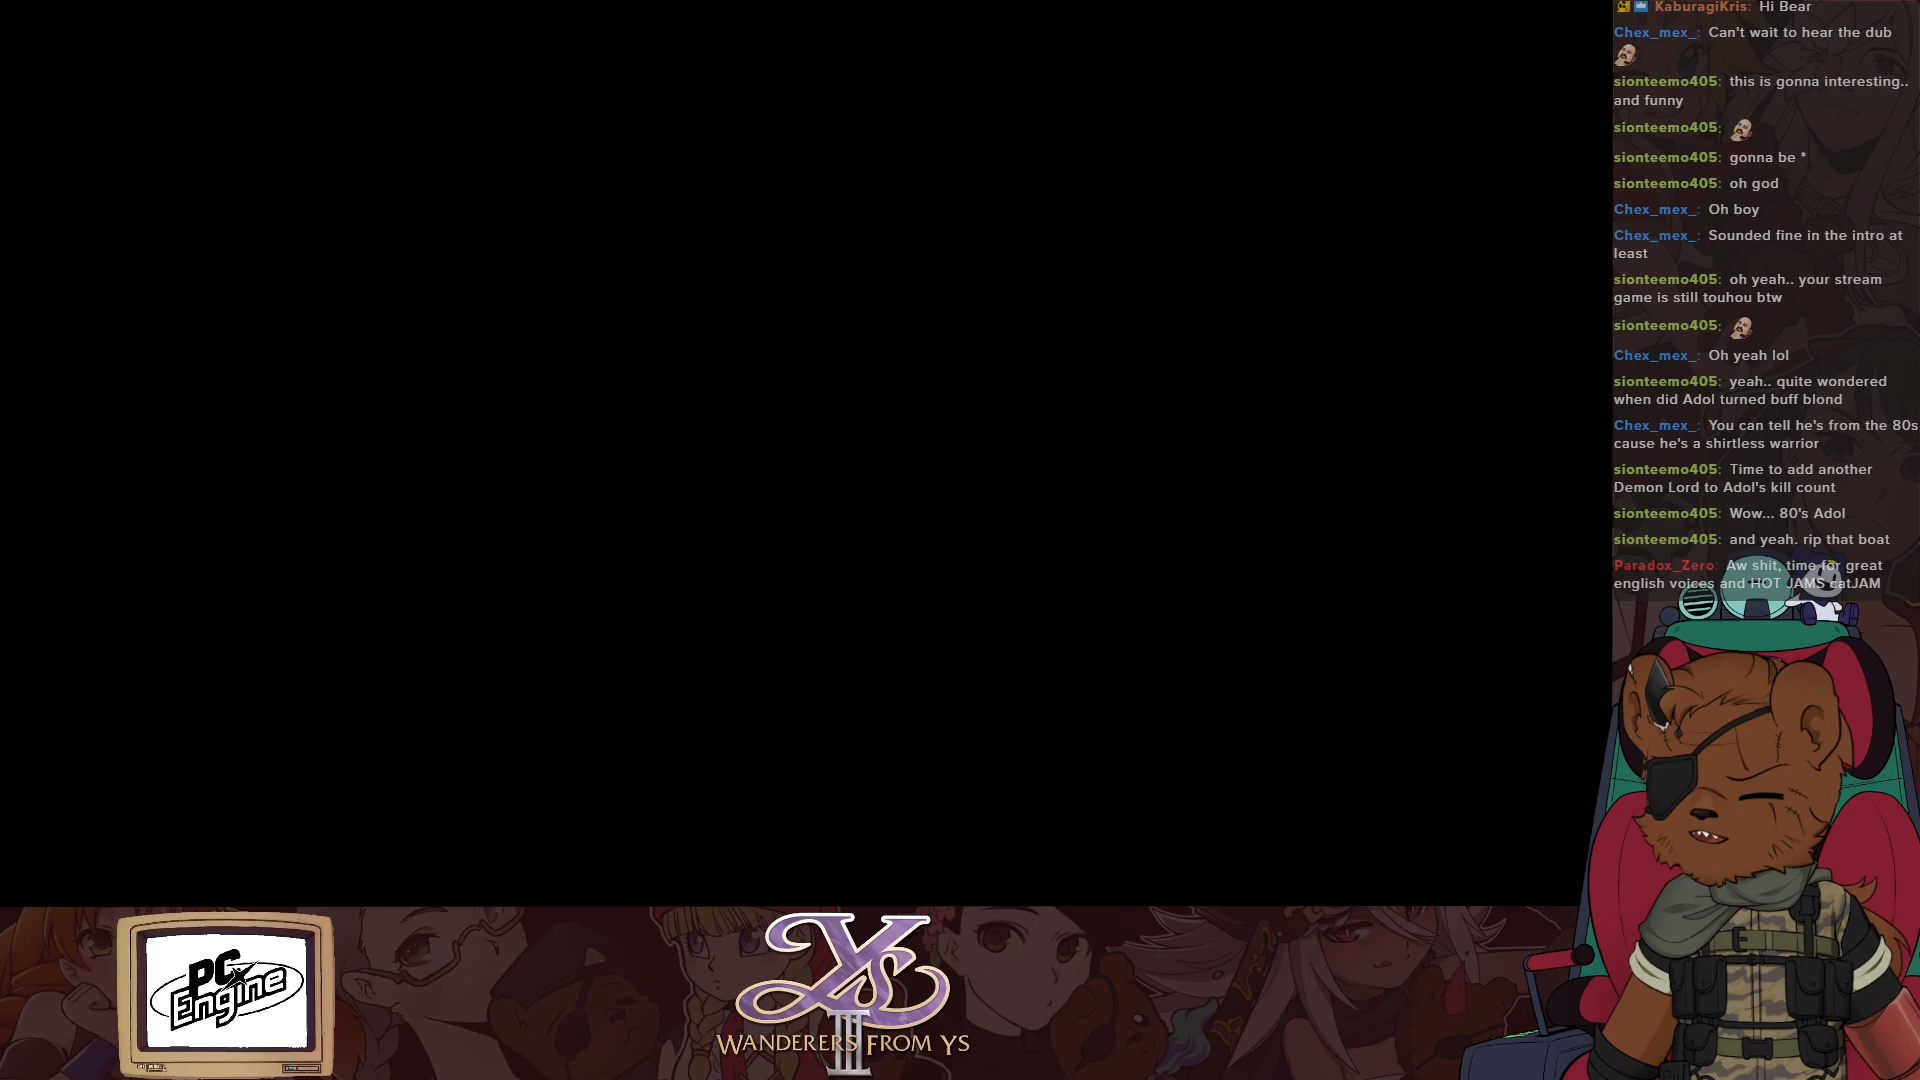 KaburagiKris: Hi Bear
Chex_mex_: Can't wait to hear the dub
sionteemo405: this is gonna interesting..
and funny
sionteemo405:
sionteemo405: gonna be *
sionteemo405: oh god
Chex_mex_: Oh boy
Chex_mex_: Sounded fine in the intro at
least
sionteemo405: oh yeah.. your stream
game is still touhou btw
sionteemo405:
Chex_mex_: Oh yeah lol
sionteemo405: yeah.. quite wondered
when did Adol turned buff blond
Chex_mex_: You can tell he's from the 80s
cause he's a shirtless warrior
sionteemo405: Time to add another
Demon Lord to Adol's kill count
sionteemo405: Wow... 80's Adol
sionteemo405: and yeah. rip that boat
Paradox_Zero: Aw shit, time for great
english voices and HOT JAMS catJAM
PC
Engine
Ys
III
WANDERERS FROM YS